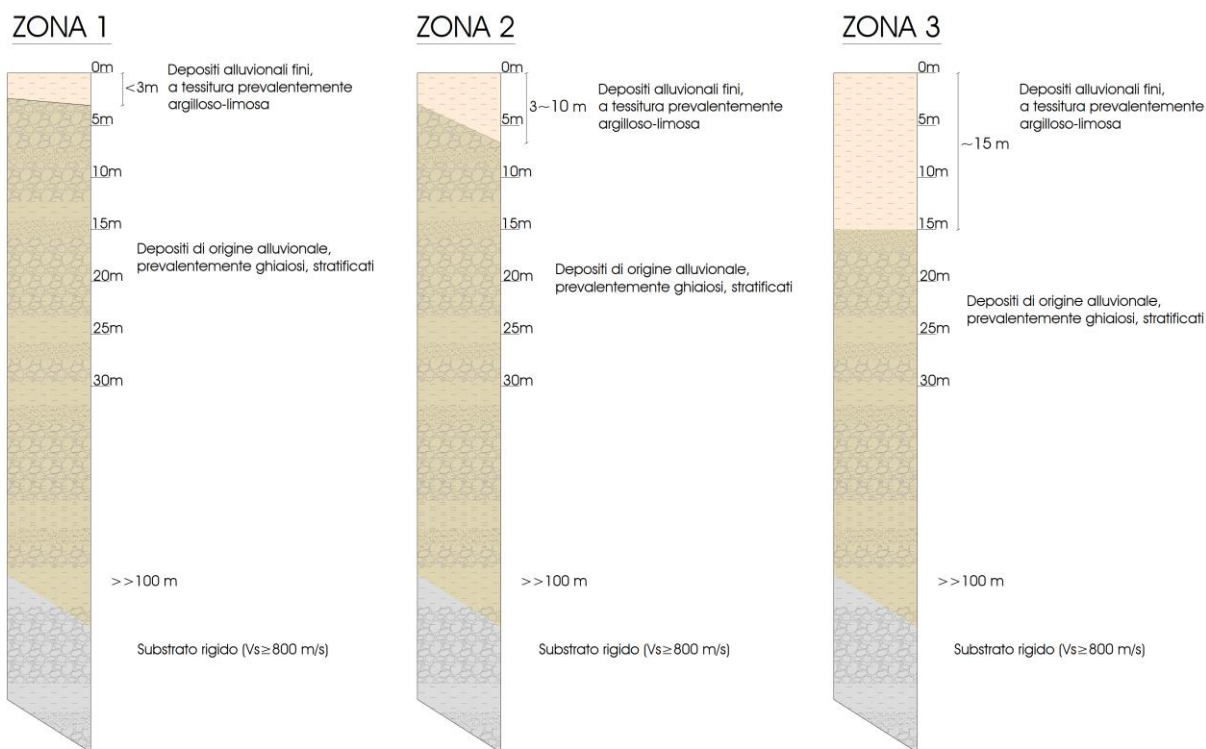 ZONA 1
0m
<3m
Depositi alluvionali fini,
a tessitura prevalentemente
argilloso-limosa
5m
10m
15m
Depositi di origine alluvionale,
prevalentemente ghiaiosi, stratificati
20m
25m
30m
>>100 m
Substrato rigido (Vs≥800 m/s)
ZONA 2
0m
3~10 m
Depositi alluvionali fini,
a tessitura prevalentemente
argilloso-limosa
5m
10m
15m
Depositi di origine alluvionale,
prevalentemente ghiaiosi, stratificati
20m
25m
30m
>>100 m
Substrato rigido (Vs≥800 m/s)
ZONA 3
0m
Depositi alluvionali fini,
a tessitura prevalentemente
argilloso-limosa
5m
~15 m
10m
15m
20m
Depositi di origine alluvionale,
prevalentemente ghiaiosi, stratificati
25m
30m
>>100 m
Substrato rigido (Vs≥800 m/s)